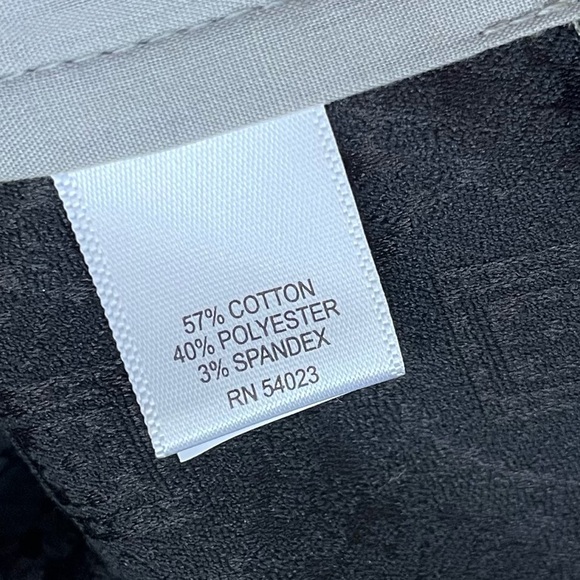 57% COTTON
40% POLYESTER
3% SPANDEX
RN 54023